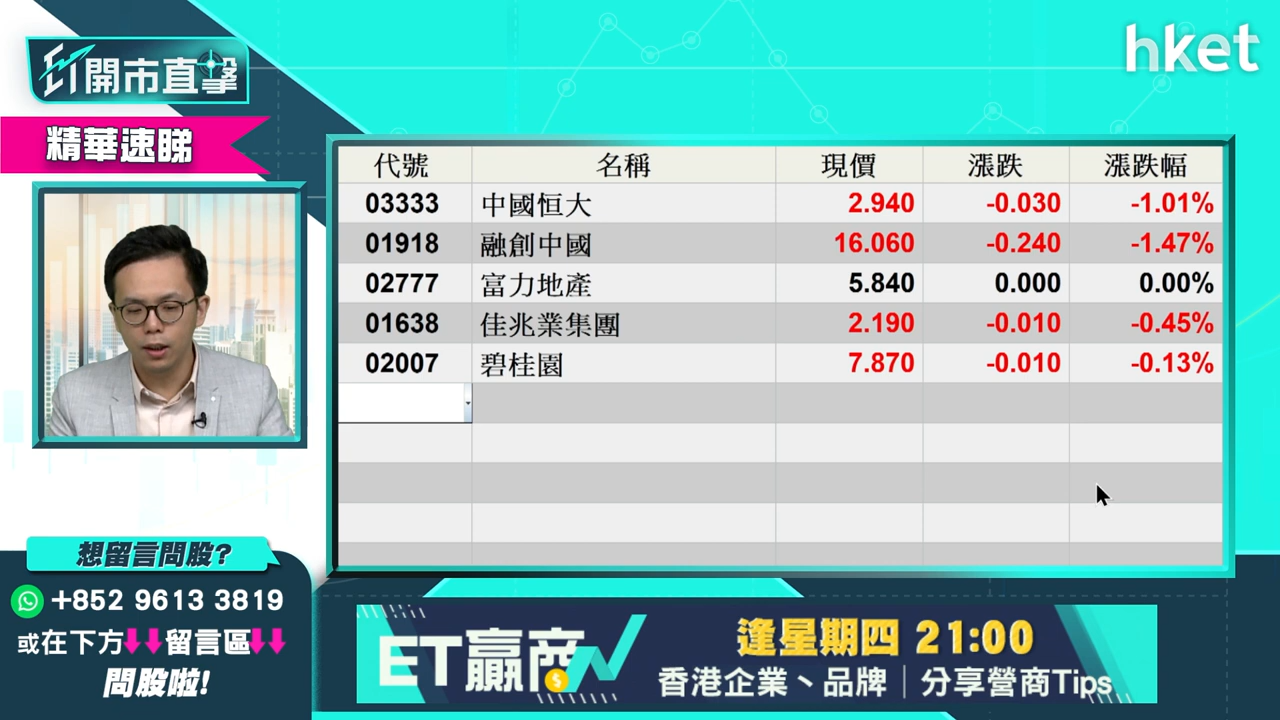 ET開市直擊
hket
精華速睇
代號 名稱 現價 漲跌 漲跌幅
03333 中國恒大 2.940 -0.030 -1.01%
01918 融創中國 16.060 -0.240 -1.47%
02777 富力地產 5.840 0.000 0.00%
01638 佳兆業集團 2.190 -0.010 -0.45%
02007 碧桂園 7.870 -0.010 -0.13%
想留言問股?
+852 9613 3819
或在下方留言區
問股啦!
ET贏商
逢星期四 21:00
香港企業、品牌｜分享營商Tips